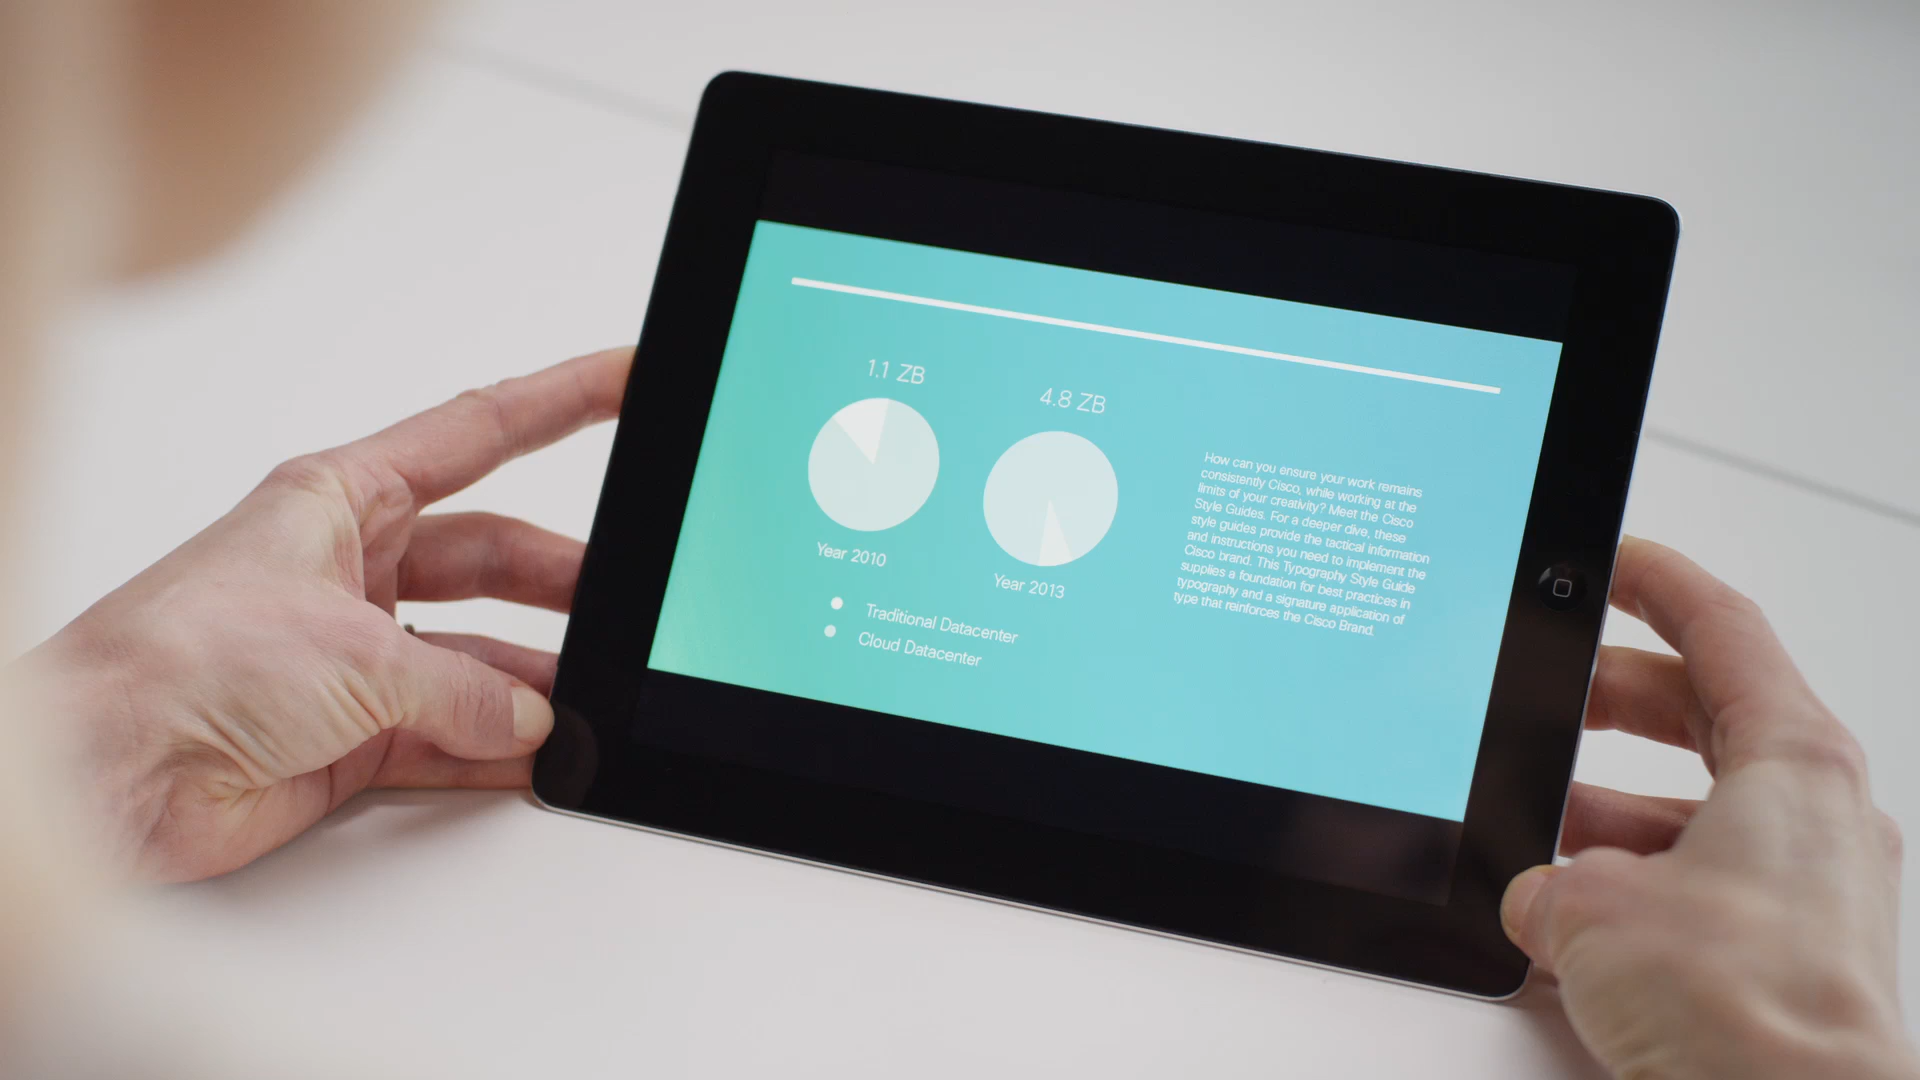 1.1 ZB
4.8 ZB
Year 2010
Year 2013
Traditional Datacenter
Cloud Datacenter
How can you ensure your work remains
consistently Cisco, while working at the
limits of your creativity? Meet the Cisco
Style Guides. For a deeper dive, these
style guides provide the tactical information
and instructions you need to implement the
Cisco brand. This Typography Style Guide
supplies a foundation for best practices in
typography and a signature application of
type that reinforces the Cisco Brand.